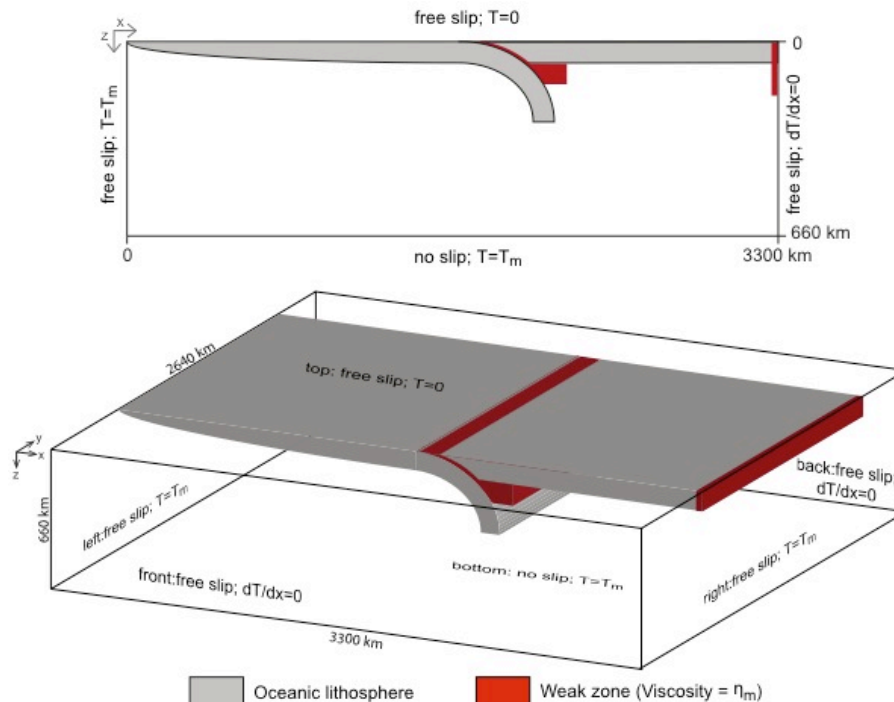 free slip; T=0
x
z
0
free slip; T=Tm
free slip; dT/dx=0
660 km
0
no slip; T=Tm
3300 km
2640 km
top: free slip; T=0
y
x
z
660 km
left:free slip; T=Tm
back:free slip;
dT/dx=0
bottom: no slip; T=Tm
right:free slip; T=Tm
front:free slip; dT/dx=0
3300 km
Oceanic lithosphere
Weak zone (Viscosity = ηm)